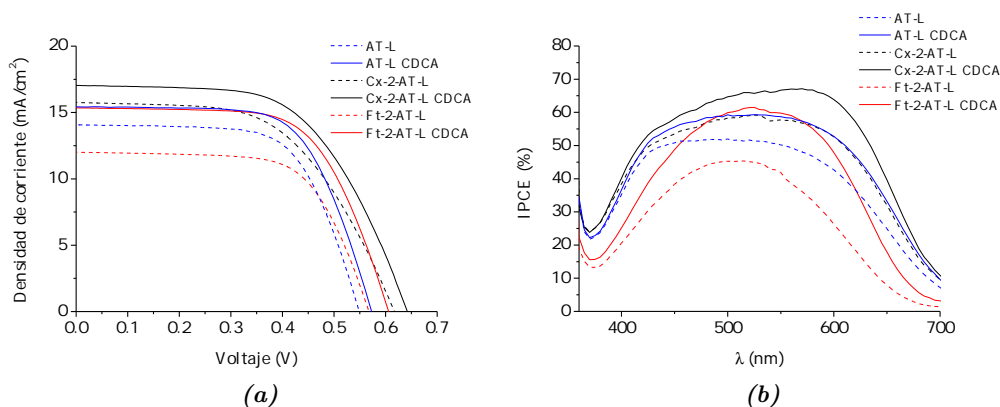 20
15
10
5
0
0.0 0.1 0.2 0.3 0.4 0.5 0.6 0.7
Densidad de corriente (mA/cm²)
Voltaje (V)
AT-L
AT-L CDCA
Cx-2-AT-L
Cx-2-AT-L CDCA
Ft-2-AT-L
Ft-2-AT-L CDCA
(a)
80
70
60
50
40
30
20
10
0
400 500 600 700
IPCE (%)
λ (nm)
AT-L
AT-L CDCA
Cx-2-AT-L
Cx-2-AT-L CDCA
Ft-2-AT-L
Ft-2-AT-L CDCA
(b)